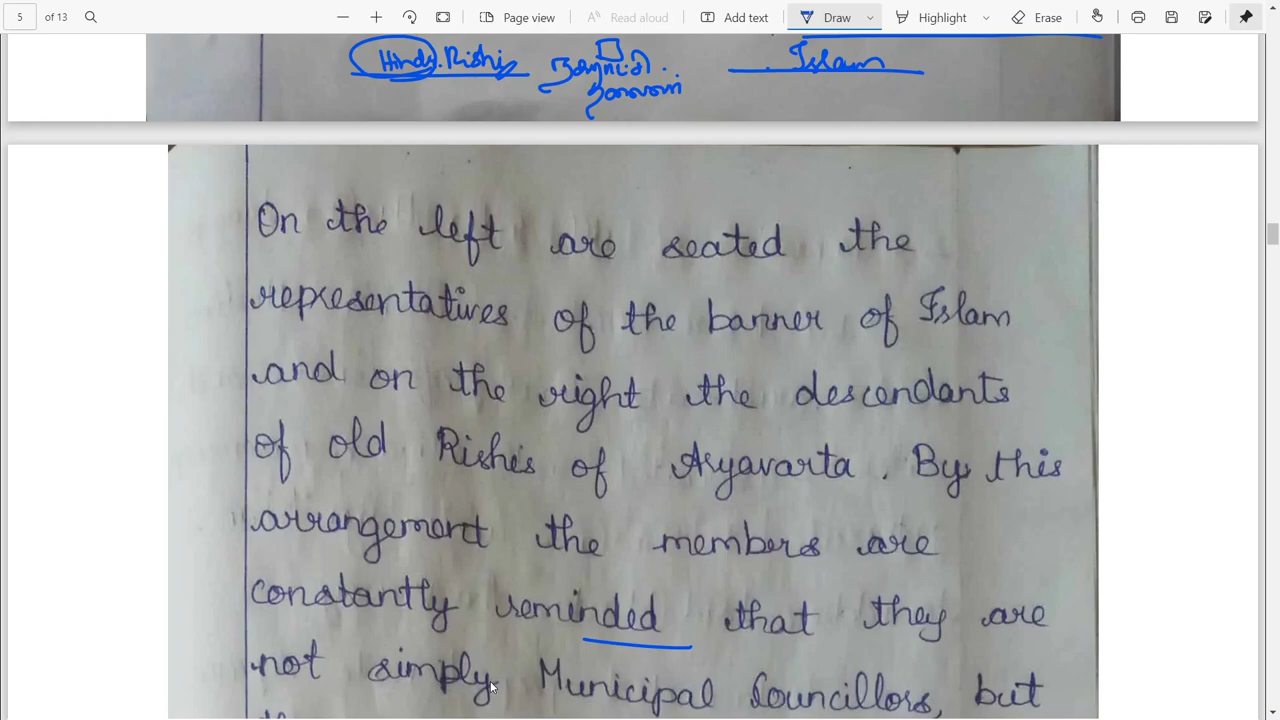 5 of 13 Page view Read aloud Add text Draw Highlight Erase
Hindu Rishis Islam
On the left are seated the
representatives of the banner of Islam
and on the right the descendants
of old Rishis of Aryavarta. By this
arrangement the members are
constantly reminded that they are
not simply Municipal Councillors, but